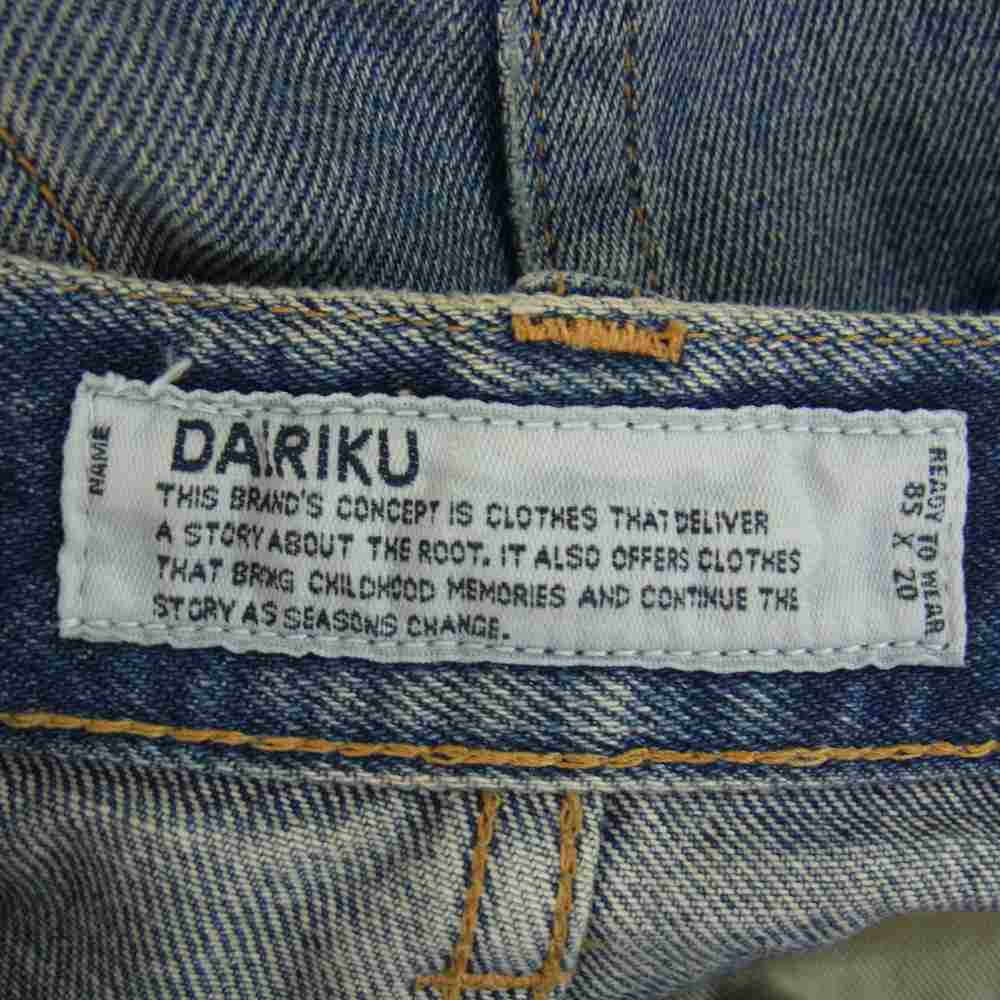 NAME
DAIRIKU
THIS BRAND'S CONCEPT IS CLOTHES THAT DELIVER
A STORY ABOUT THE ROOT. IT ALSO OFFERS CLOTHES
THAT BRING CHILDHOOD MEMORIES AND CONTINUE THE
STORY AS SEASONS CHANGE.
READY TO WEAR
85 X 20